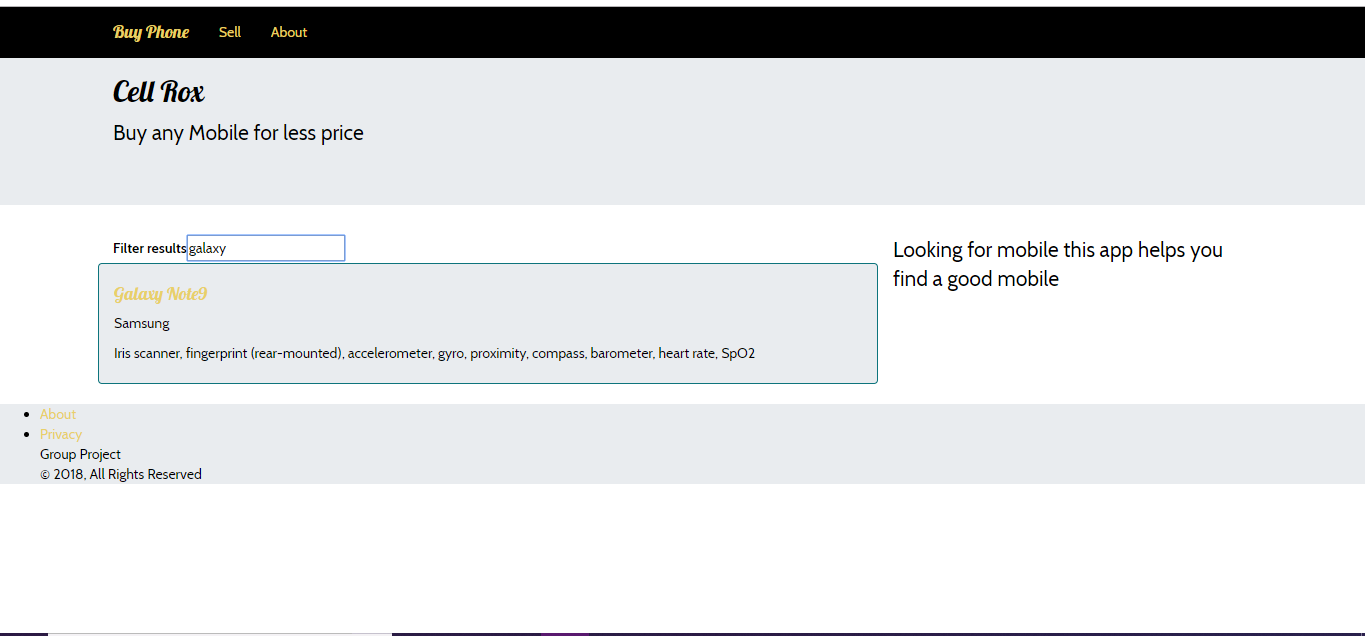 Buy Phone Sell About
Cell Rox
Buy any Mobile for less price
Filter results galaxy
Galaxy Note9
Samsung
Iris scanner, fingerprint (rear-mounted), accelerometer, gyro, proximity, compass, barometer, heart rate, SpO2
Looking for mobile this app helps you
find a good mobile
About
Privacy
Group Project
© 2018, All Rights Reserved